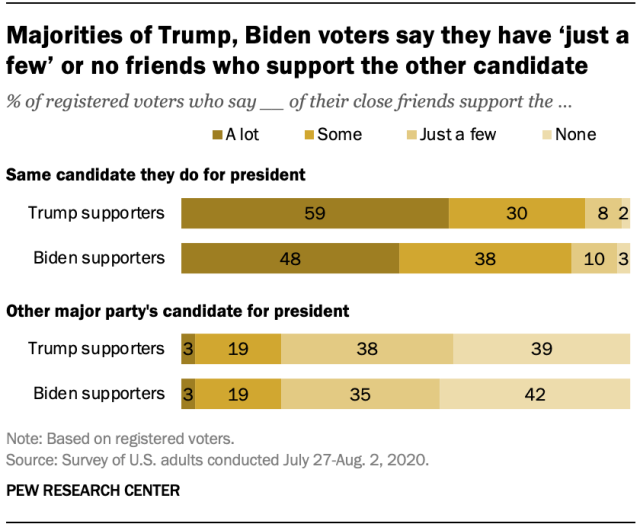 Majorities of Trump, Biden voters say they have ‘just a
few’ or no friends who support the other candidate
% of registered voters who say __ of their close friends support the ...
A lot Some Just a few None
Same candidate they do for president
Trump supporters 59 30 8 2
Biden supporters 48 38 10 3
Other major party's candidate for president
Trump supporters 3 19 38 39
Biden supporters 3 19 35 42
Note: Based on registered voters.
Source: Survey of U.S. adults conducted July 27-Aug. 2, 2020.
PEW RESEARCH CENTER